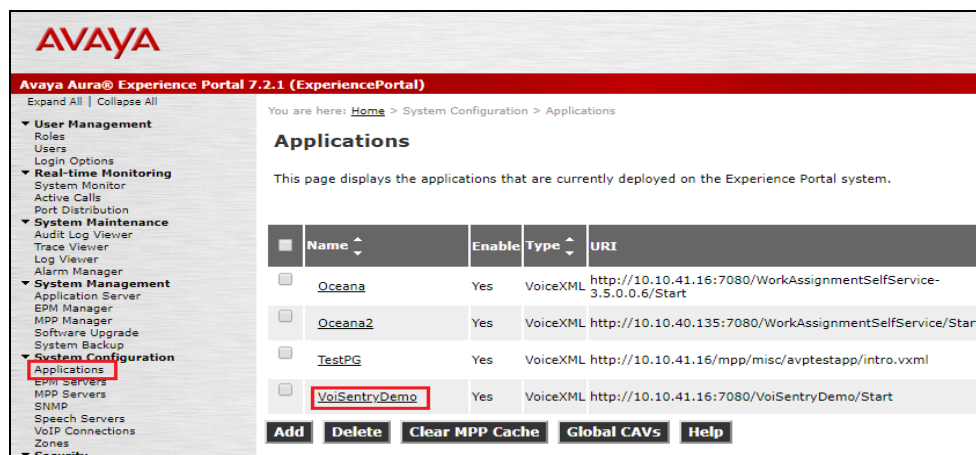 AVAYA
Avaya Aura® Experience Portal 7.2.1 (ExperiencePortal)
Expand All | Collapse All
▼ User Management
Roles
Users
Login Options
▼ Real-time Monitoring
System Monitor
Active Calls
Port Distribution
▼ System Maintenance
Audit Log Viewer
Trace Viewer
Log Viewer
Alarm Manager
▼ System Management
Application Server
EPM Manager
MPP Manager
Software Upgrade
System Backup
▼ System Configuration
Applications
EPM Servers
MPP Servers
SNMP
Speech Servers
VoIP Connections
Zones
▼ Security
You are here: Home > System Configuration > Applications
Applications
This page displays the applications that are currently deployed on the Experience Portal system.
Name Enable Type URI
Oceana Yes VoiceXML http://10.10.41.16:7080/WorkAssignmentSelfService-
3.5.0.0.6/Start
Oceana2 Yes VoiceXML http://10.10.40.135:7080/WorkAssignmentSelfService/Star
TestPG Yes VoiceXML http://10.10.41.16/mpp/misc/avptestapp/intro.vxml
VoiSentryDemo Yes VoiceXML http://10.10.41.16:7080/VoiSentryDemo/Start
Add Delete Clear MPP Cache Global CAVs Help